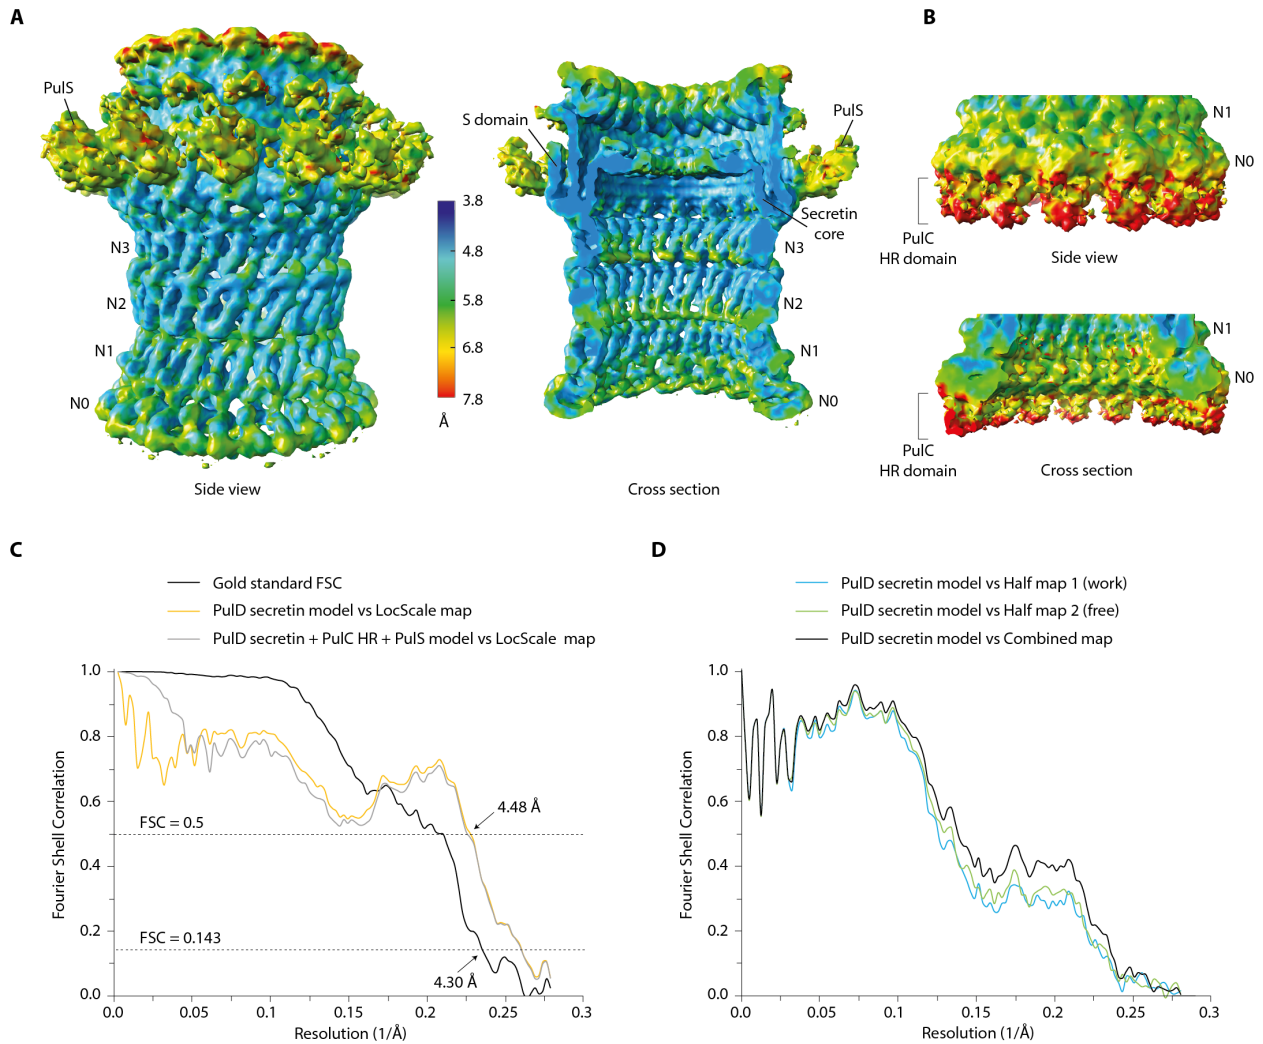 A
PulS
N3
N2
N1
N0
Side view
3.8
4.8
5.8
6.8
7.8
Å
S domain
PulS
Secretin
core
N3
N2
N1
N0
Cross section
B
N1
N0
PulC
HR domain
Side view
N1
N0
PulC
HR domain
Cross section
C
Gold standard FSC
PulD secretin model vs LocScale map
PulD secretin + PulC HR + PulS model vs LocScale map
1.0
0.8
0.6
0.4
0.2
0.0
Fourier Shell Correlation
FSC = 0.5
FSC = 0.143
4.48 Å
4.30 Å
0.0
0.5
0.1
0.15
0.2
0.25
0.3
Resolution (1/Å)
D
PulD secretin model vs Half map 1 (work)
PulD secretin model vs Half map 2 (free)
PulD secretin model vs Combined map
1.0
0.8
0.6
0.4
0.2
0.0
Fourier Shell Correlation
0.0
0.05
0.1
0.15
0.2
0.25
0.3
Resolution (1/Å)